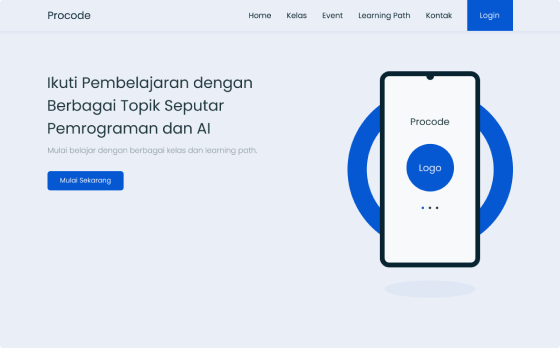 Procode
Home Kelas Event Learning Path Kontak Login
Ikuti Pembelajaran dengan
Berbagai Topik Seputar
Pemrograman dan AI
Mulai belajar dengan berbagai kelas dan learning path.
Mulai Sekarang
Procode
Logo